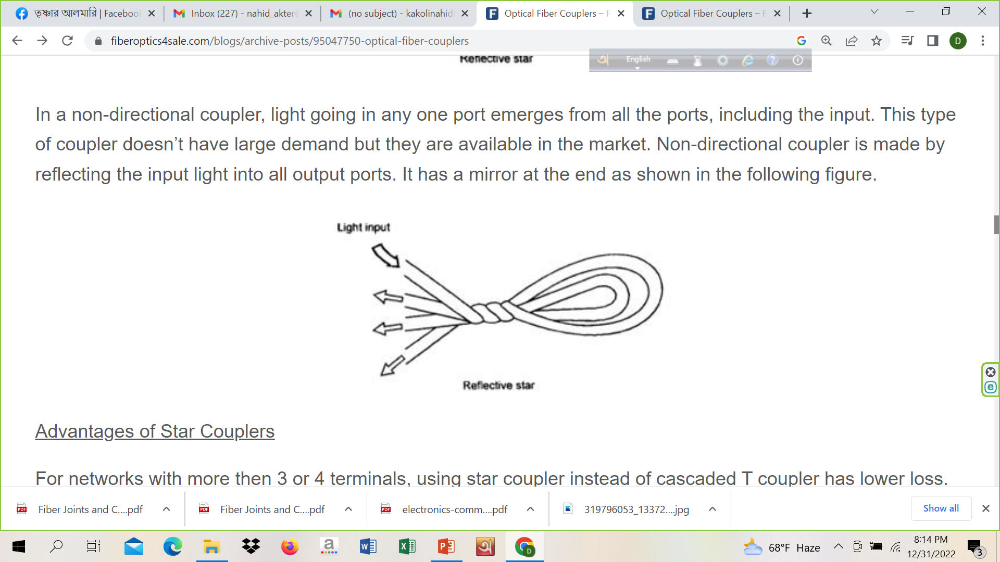 তৃষ্ণার আলমারি | Facebook
Inbox (227) - nahid_akter
(no subject) - kakolinahid
Optical Fiber Couplers – F
Optical Fiber Couplers – F
fiberoptics4sale.com/blogs/archive-posts/95047750-optical-fiber-couplers
D
Reflective star
অ English
In a non-directional coupler, light going in any one port emerges from all the ports, including the input. This type
of coupler doesn’t have large demand but they are available in the market. Non-directional coupler is made by
reflecting the input light into all output ports. It has a mirror at the end as shown in the following figure.
Light input
Reflective star
Advantages of Star Couplers
For networks with more then 3 or 4 terminals, using star coupler instead of cascaded T coupler has lower loss.
Fiber Joints and C....pdf
Fiber Joints and C....pdf
electronics-comm....pdf
319796053_13372....jpg
Show all
68°F Haze
8:14 PM
12/31/2022
3